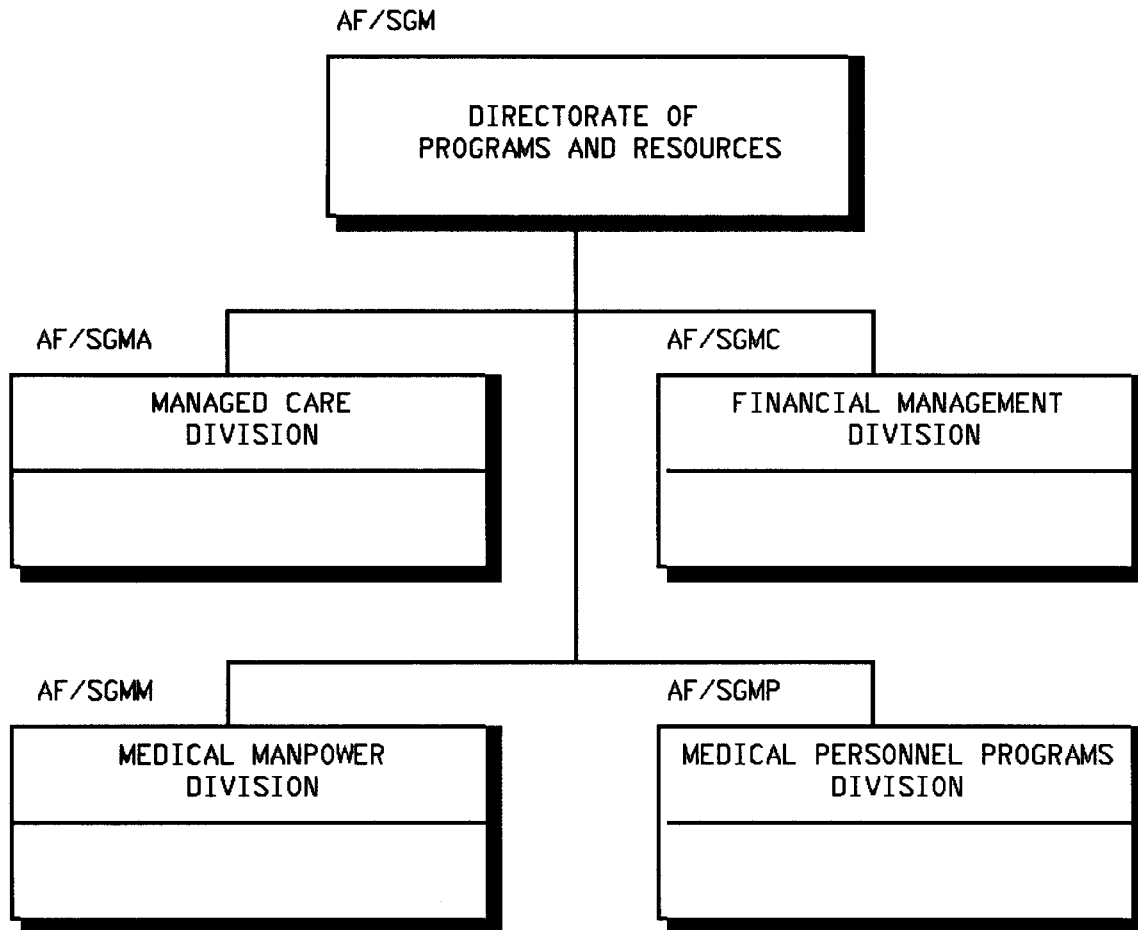 AF/SGM
DIRECTORATE OF
PROGRAMS AND RESOURCES
AF/SGMA
MANAGED CARE
DIVISION
AF/SGMC
FINANCIAL MANAGEMENT
DIVISION
AF/SGMM
MEDICAL MANPOWER
DIVISION
AF/SGMP
MEDICAL PERSONNEL PROGRAMS
DIVISION